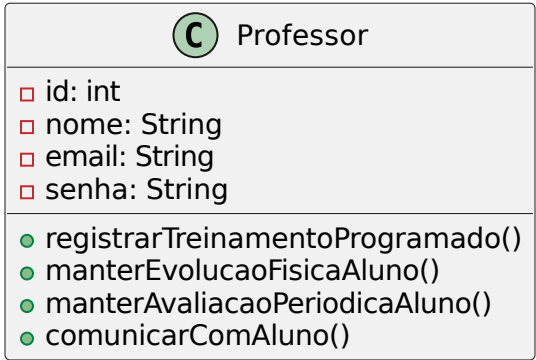 C Professor
id: int
nome: String
email: String
senha: String
registrarTreinamentoProgramado()
manterEvolucaoFisicaAluno()
manterAvaliacaoPeriodicaAluno()
comunicarComAluno()